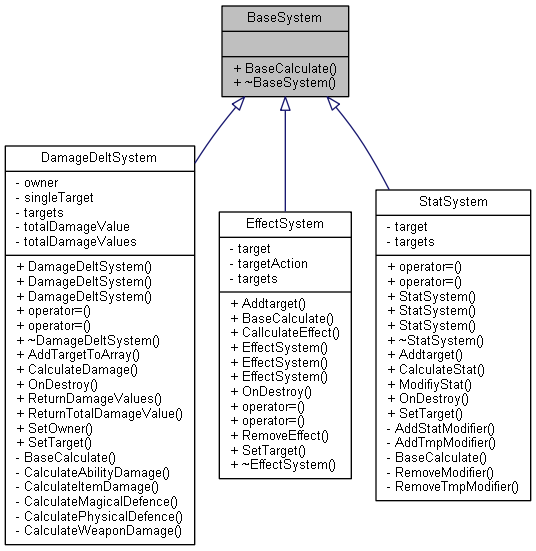 BaseSystem
+ BaseCalculate()
+ ~BaseSystem()
DamageDeltSystem
- owner
- singleTarget
- targets
- totalDamageValue
- totalDamageValues
+ DamageDeltSystem()
+ DamageDeltSystem()
+ DamageDeltSystem()
+ operator=()
+ operator=()
+ ~DamageDeltSystem()
+ AddTargetToArray()
+ CalculateDamage()
+ OnDestroy()
+ ReturnDamageValues()
+ ReturnTotalDamageValue()
+ SetOwner()
+ SetTarget()
- BaseCalculate()
- CalculateAbilityDamage()
- CalculateItemDamage()
- CalculateMagicalDefence()
- CalculatePhysicalDefence()
- CalculateWeaponDamage()
EffectSystem
- target
- targetAction
- targets
+ Addtarget()
+ BaseCalculate()
+ CallculateEffect()
+ EffectSystem()
+ EffectSystem()
+ EffectSystem()
+ OnDestroy()
+ operator=()
+ operator=()
+ RemoveEffect()
+ SetTarget()
+ ~EffectSystem()
StatSystem
- target
- targets
+ operator=()
+ operator=()
+ StatSystem()
+ StatSystem()
+ StatSystem()
+ ~StatSystem()
+ Addtarget()
+ CalculateStat()
+ ModifiyStat()
+ OnDestroy()
+ SetTarget()
- AddStatModifier()
- AddTmpModifier()
- BaseCalculate()
- RemoveModifier()
- RemoveTmpModifier()